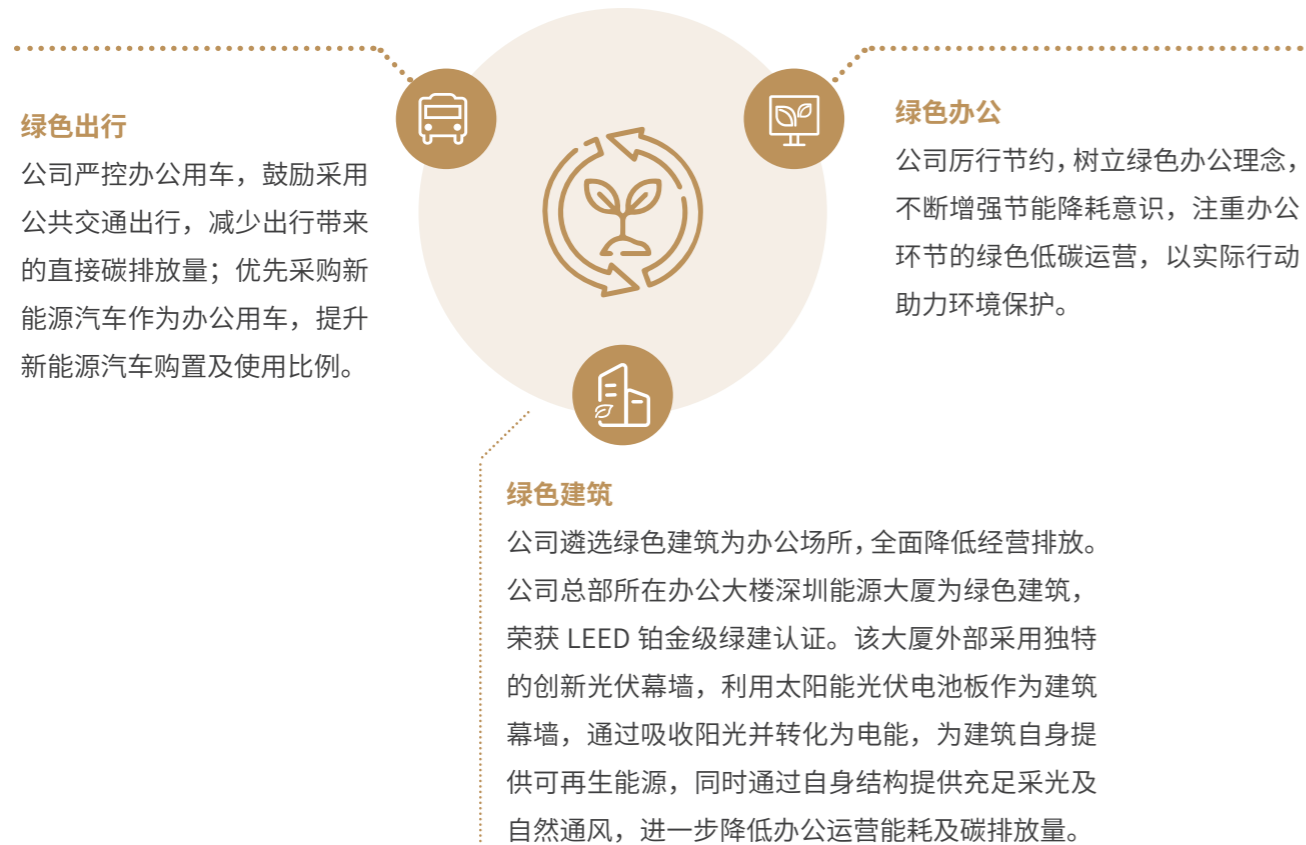 绿色出行
公司严控办公用车，鼓励采用
公共交通出行，减少出行带来
的直接碳排放量；优先采购新
能源汽车作为办公用车，提升
新能源汽车购置及使用比例。
绿色办公
公司厉行节约，树立绿色办公理念，
不断增强节能降耗意识，注重办公
环节的绿色低碳运营，以实际行动
助力环境保护。
绿色建筑
公司遴选绿色建筑为办公场所，全面降低经营排放。
公司总部所在办公大楼深圳能源大厦为绿色建筑，
荣获 LEED 铂金级绿建认证。该大厦外部采用独特
的创新光伏幕墙，利用太阳能光伏电池板作为建筑
幕墙，通过吸收阳光并转化为电能，为建筑自身提
供可再生能源，同时通过自身结构提供充足采光及
自然通风，进一步降低办公运营能耗及碳排放量。